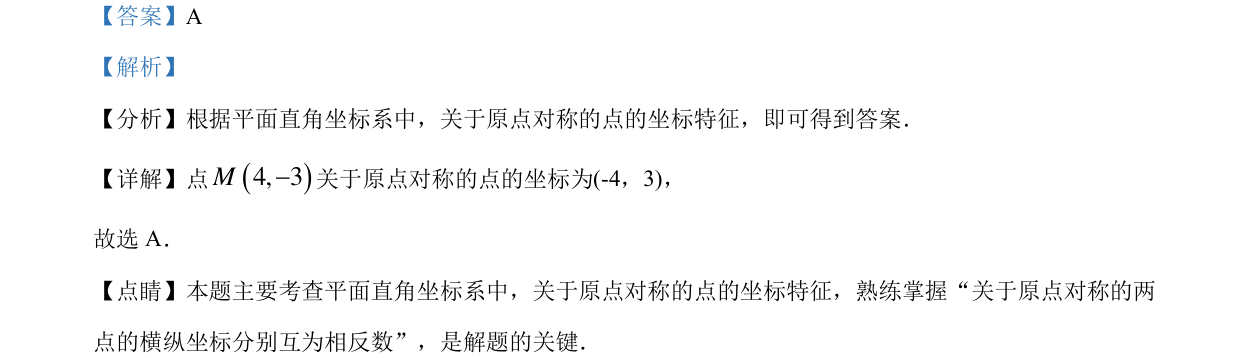 【答案】A
【解析】
【分析】根据平面直角坐标系中，关于原点对称的点的坐标特征，即可得到答案．
【详解】点M(4,−3)关于原点对称的点的坐标为(-4，3)，
故选 A．
【点睛】本题主要考查平面直角坐标系中，关于原点对称的点的坐标特征，熟练掌握“关于原点对称的两
点的横纵坐标分别互为相反数”，是解题的关键．